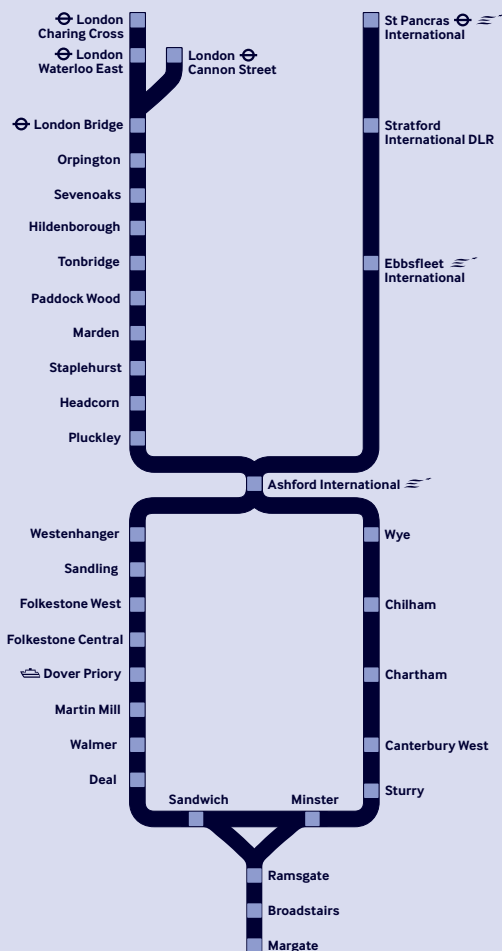 London
Charing Cross
London
Waterloo East
London
Cannon Street
London Bridge
Orpington
Sevenoaks
Hildenborough
Tonbridge
Paddock Wood
Marden
Staplehurst
Headcorn
Pluckley
St Pancras
International
Stratford
International DLR
Ebbsfleet
International
Ashford International
Westenhanger
Sandling
Folkestone West
Folkestone Central
Dover Priory
Martin Mill
Walmer
Deal
Wye
Chilham
Chartham
Canterbury West
Sturry
Sandwich
Minster
Ramsgate
Broadstairs
Margate